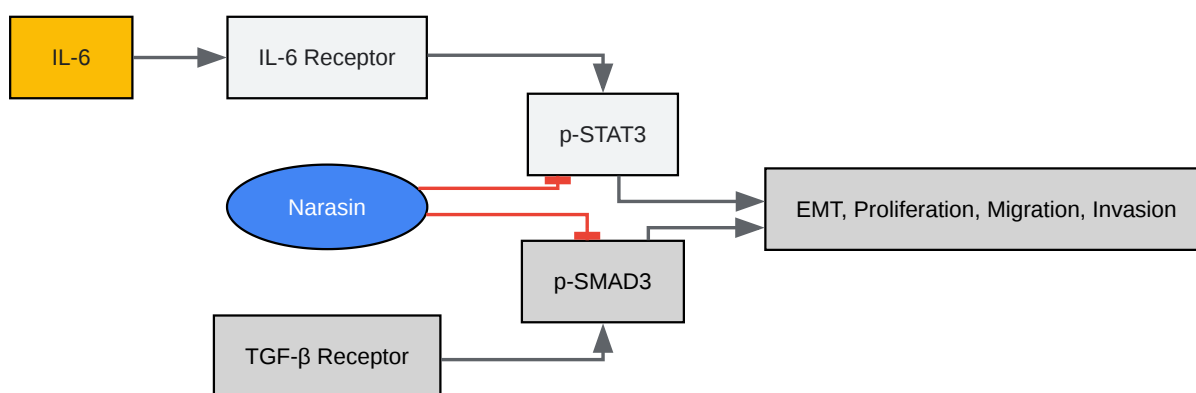 IL-6
IL-6 Receptor
p-STAT3
Narasin
EMT, Proliferation, Migration, Invasion
p-SMAD3
TGF-β Receptor